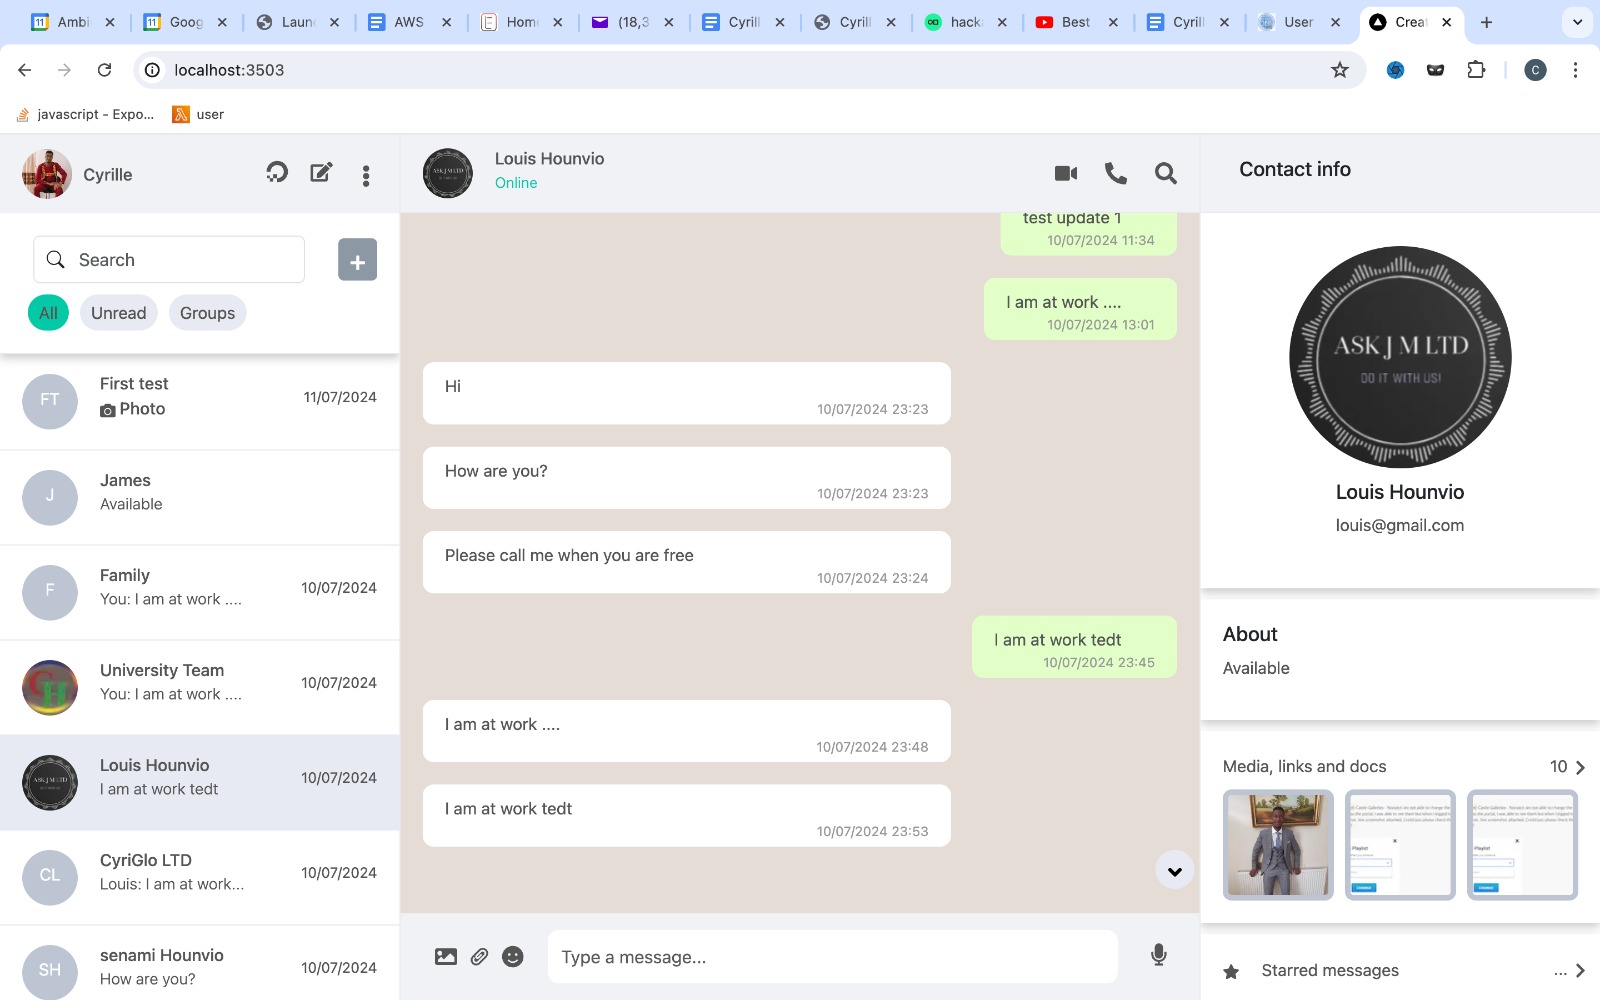 Ambi
Goog
Laun
AWS
Hom
(18,3
Cyrill
Cyrill
hack
Best
Cyrill
User
Crea
localhost:3503
C
javascript - Expo...
user
Cyrille
Search
All
Unread
Groups
FT
First test
Photo
11/07/2024
J
James
Available
F
Family
You: I am at work ....
10/07/2024
University Team
You: I am at work ....
10/07/2024
Louis Hounvio
I am at work tedt
10/07/2024
CL
CyriGlo LTD
Louis: I am at work...
10/07/2024
SH
senami Hounvio
How are you?
10/07/2024
Louis Hounvio
Online
test update 1
10/07/2024 11:34
I am at work ....
10/07/2024 13:01
Hi
10/07/2024 23:23
How are you?
10/07/2024 23:23
Please call me when you are free
10/07/2024 23:24
I am at work tedt
10/07/2024 23:45
I am at work ....
10/07/2024 23:48
I am at work tedt
10/07/2024 23:53
Type a message...
Contact info
ASK J M LTD
DO IT WITH US!
Louis Hounvio
louis@gmail.com
About
Available
Media, links and docs
10
Playlist
Playlist
Starred messages
...